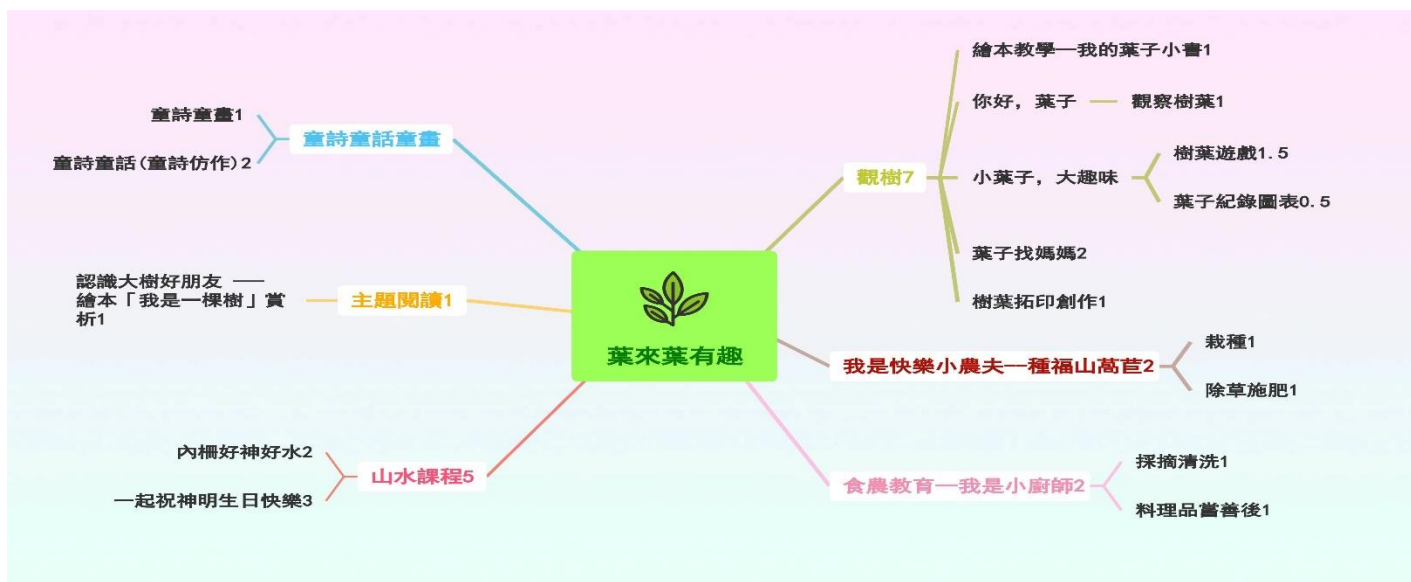 葉來葉有趣
童詩童話童畫
童詩童畫1
童詩童話(童詩仿作)2
主題閱讀1
認識大樹好朋友 ——
繪本「我是一棵樹」賞
析1
山水課程5
內柵好神好水2
一起祝神明生日快樂3
觀樹7
繪本教學—我的葉子小書1
你好，葉子
觀察樹葉1
小葉子，大趣味
樹葉遊戲1.5
葉子紀錄圖表0.5
葉子找媽媽2
樹葉拓印創作1
我是快樂小農夫--種福山萵苣2
栽種1
除草施肥1
食農教育—我是小廚師2
採摘清洗1
料理品嘗善後1